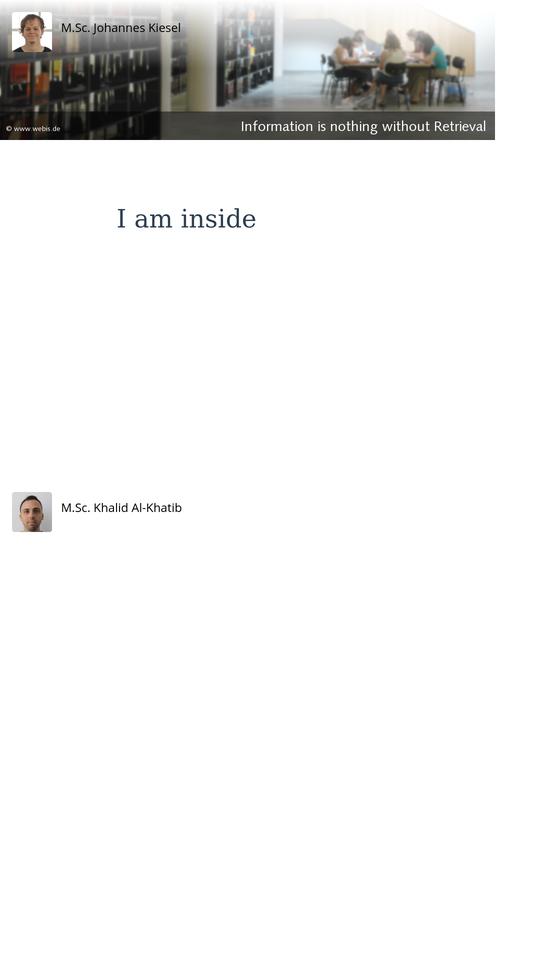 M.Sc. Johannes Kiesel
© www.webis.de
Information is nothing without Retrieval
I am inside
M.Sc. Khalid Al-Khatib